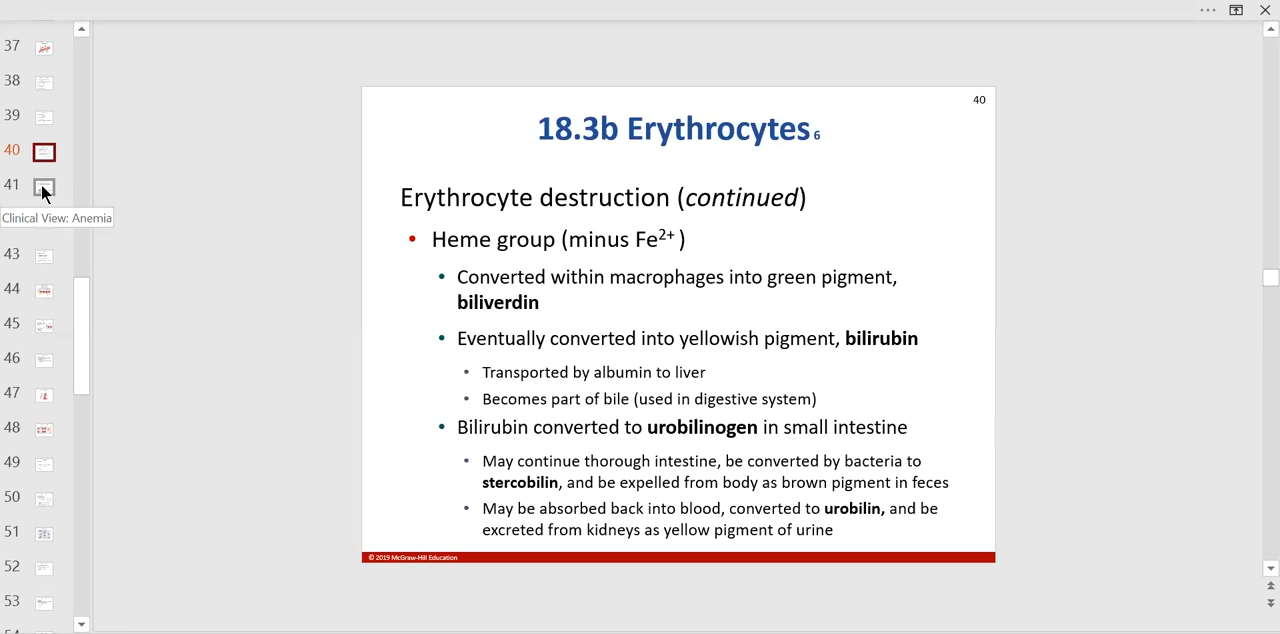 37
38
39
40
41
Clinical View: Anemia
43
44
45
46
47
48
49
50
51
52
53
40
18.3b Erythrocytes 6
Erythrocyte destruction (continued)
• Heme group (minus Fe2+ )
• Converted within macrophages into green pigment,
biliverdin
• Eventually converted into yellowish pigment, bilirubin
• Transported by albumin to liver
• Becomes part of bile (used in digestive system)
• Bilirubin converted to urobilinogen in small intestine
• May continue thorough intestine, be converted by bacteria to
stercobilin, and be expelled from body as brown pigment in feces
• May be absorbed back into blood, converted to urobilin, and be
excreted from kidneys as yellow pigment of urine
© 2019 McGraw-Hill Education